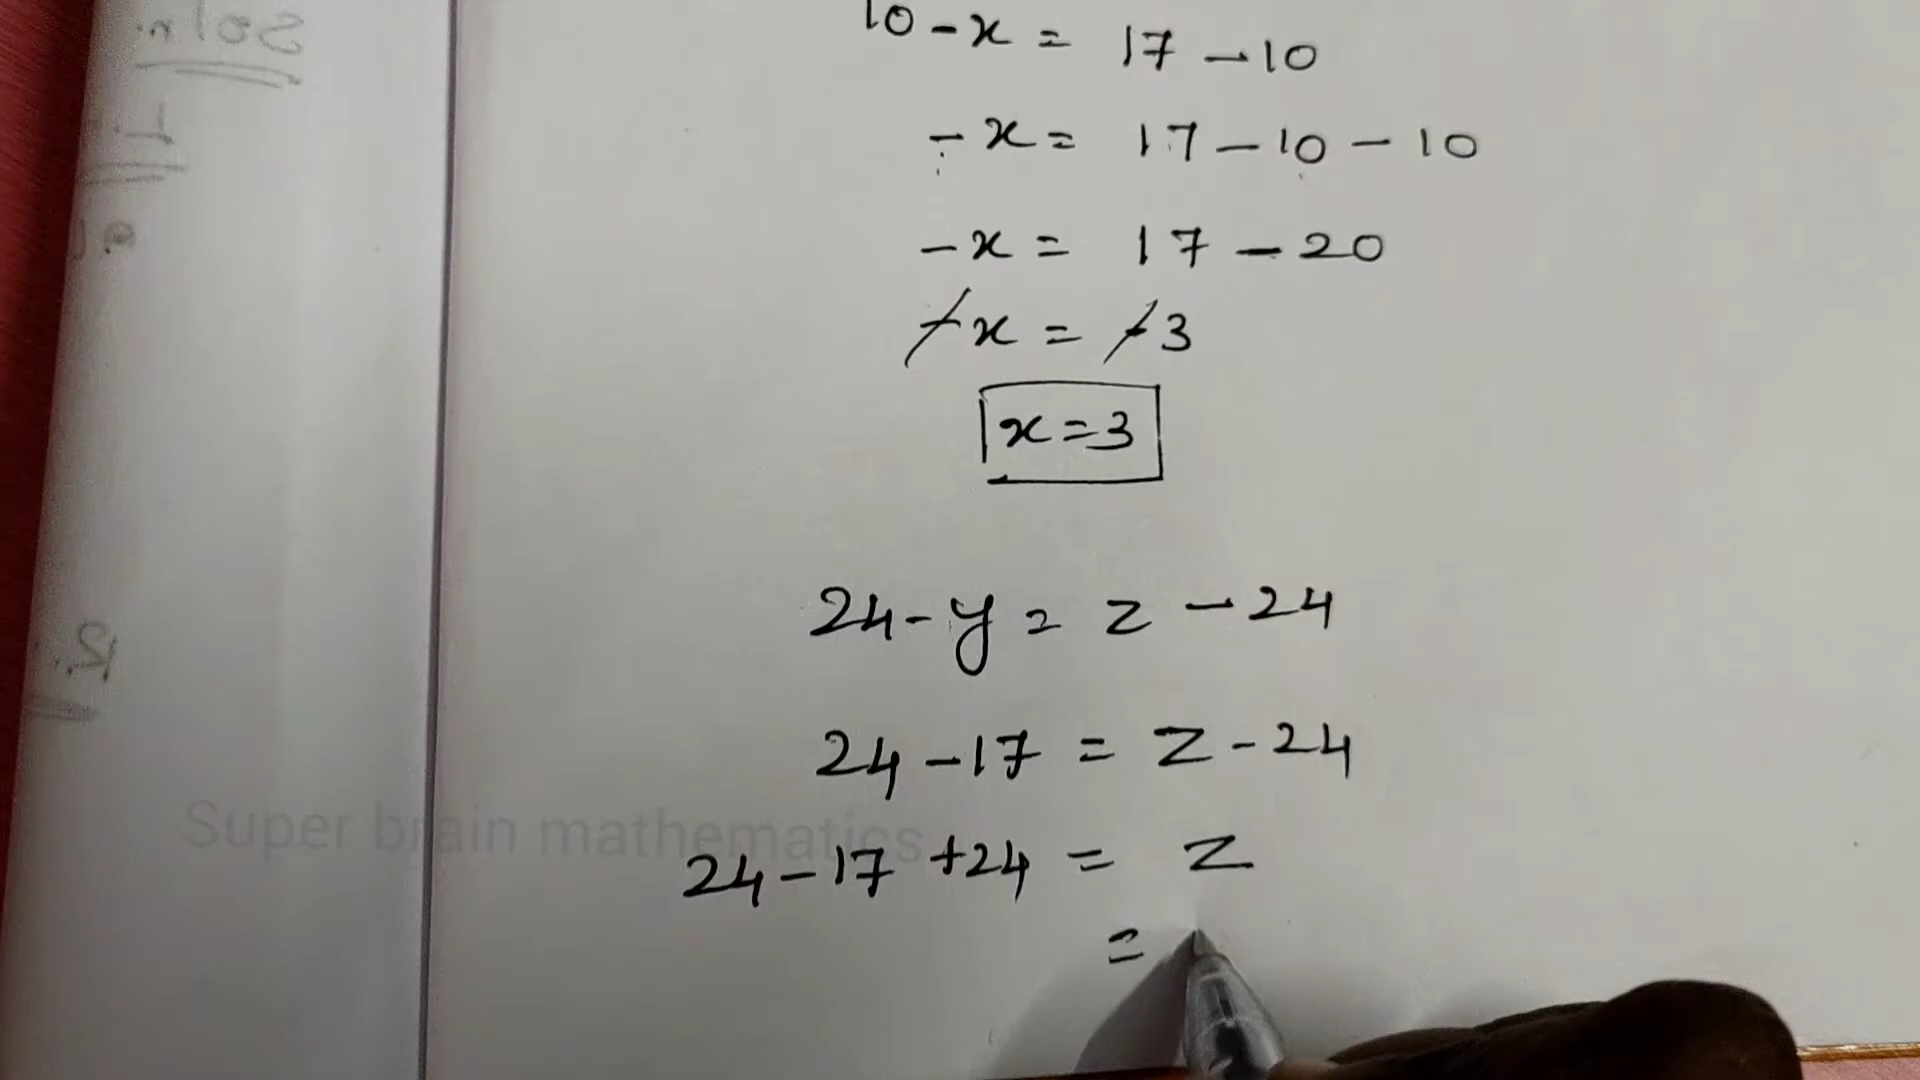 10 - x = 17 - 10
- x = 17 - 10 - 10
- x = 17 - 20
- x = - 3
x = 3
24 - y = z - 24
24 - 17 = z - 24
Super brain mathematics
24 - 17 + 24 = z
=